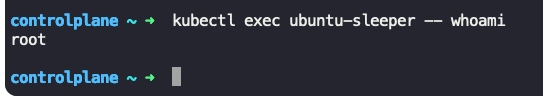 controlplane ~ ➜  kubectl exec ubuntu-sleeper -- whoami
root
controlplane ~ ➜